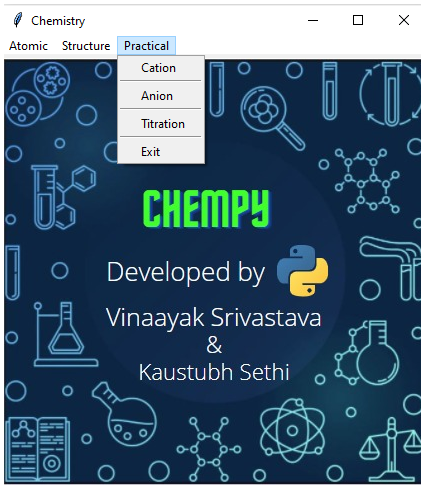 Chemistry
Atomic Structure Practical
Cation
Anion
Titration
Exit
CHEMPY
Developed by
Vinaayak Srivastava
&
Kaustubh Sethi